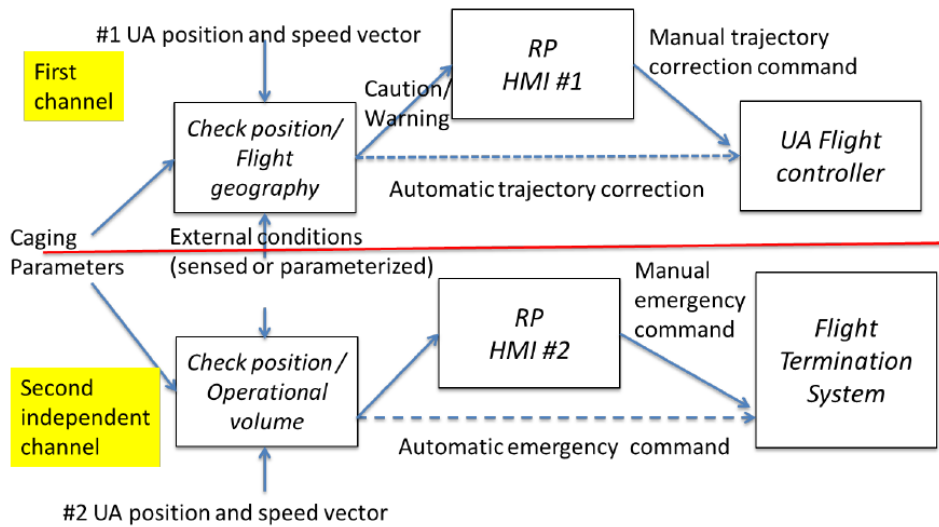 #1 UA position and speed vector
First
channel
RP
HMI #1
Manual trajectory
correction command
Caution/
Warning
Check position/
Flight
geography
UA Flight
controller
Automatic trajectory correction
Caging
Parameters
External conditions
(sensed or parameterized)
Manual
emergency
command
RP
HMI #2
Flight
Termination
System
Check position /
Operational
volume
Second
independent
channel
Automatic emergency command
#2 UA position and speed vector